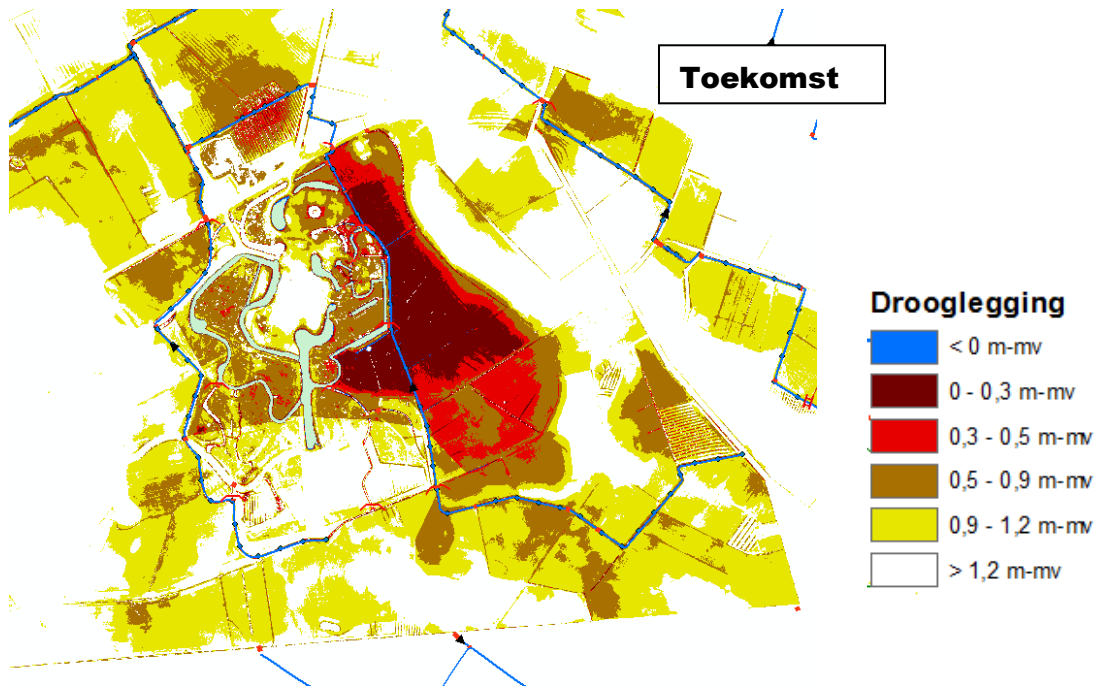 Toekomst
Drooglegging
< 0 m-mv
0 - 0,3 m-mv
0,3 - 0,5 m-mv
0,5 - 0,9 m-mv
0,9 - 1,2 m-mv
> 1,2 m-mv